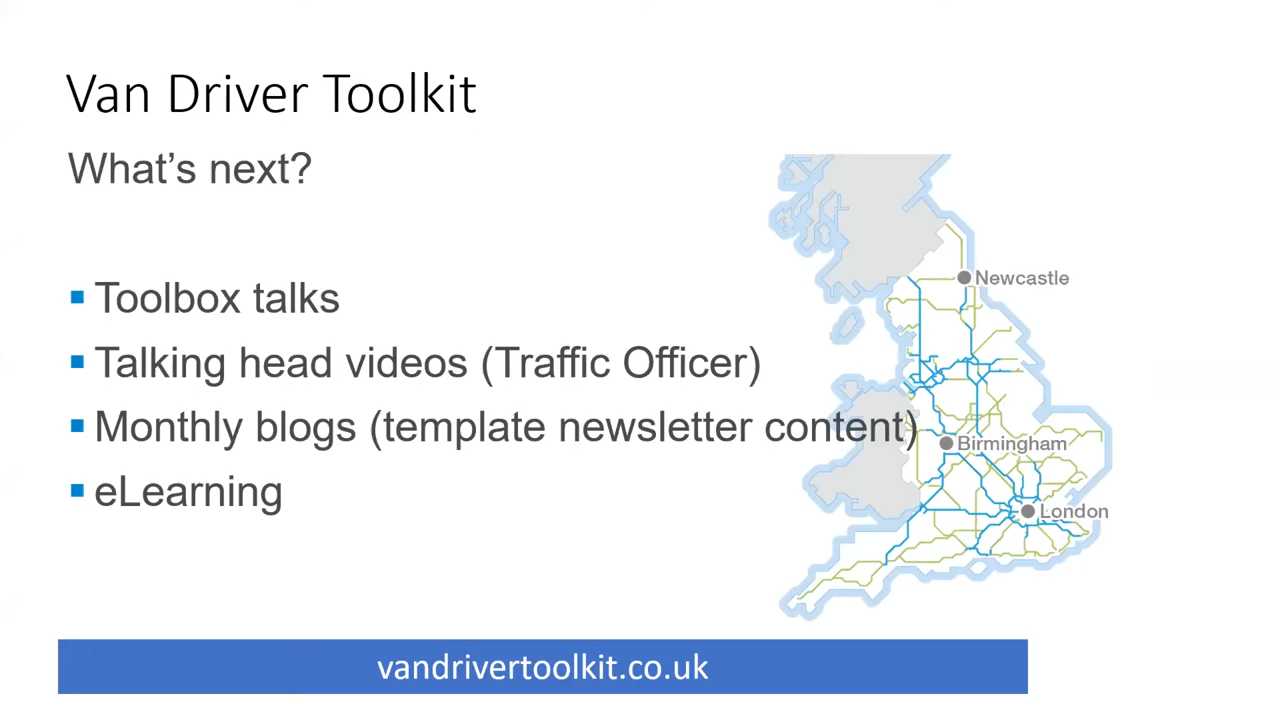 Van Driver Toolkit
What's next?
Toolbox talks
Talking head videos (Traffic Officer)
Monthly blogs (template newsletter content)
eLearning
Newcastle
Birmingham
London
vandrivertoolkit.co.uk